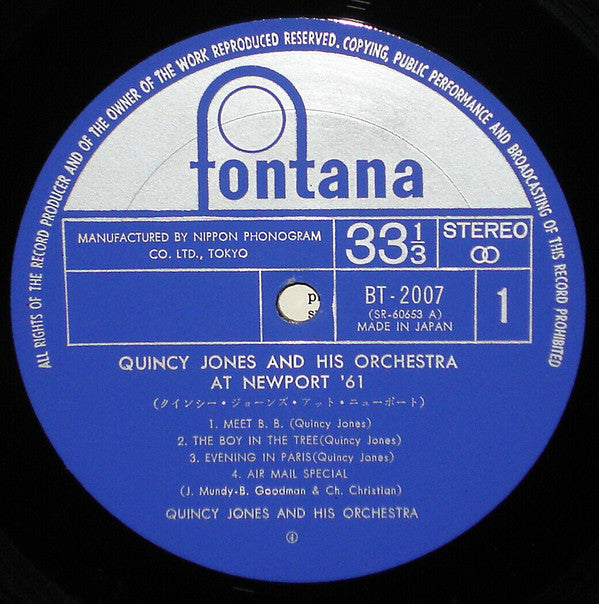 ALL RIGHTS OF THE RECORD PRODUCER AND OF THE OWNER OF THE WORK REPRODUCED RESERVED. COPYING, PUBLIC PERFORMANCE AND BROADCASTING OF THIS RECORD PROHIBITED
fontana
MANUFACTURED BY NIPPON PHONOGRAM
CO. LTD., TOKYO
33 1/3
STEREO
BT-2007
(SR-60653 A)
MADE IN JAPAN
1
QUINCY JONES AND HIS ORCHESTRA
AT NEWPORT '61
(クインシー・ジョーンズ・アット・ニューポート)
1. MEET B. B. (Quincy Jones)
2. THE BOY IN THE TREE(Quincy Jones)
3. EVENING IN PARIS(Quincy Jones)
4. AIR MAIL SPECIAL
(J. Mundy-B. Goodman & Ch. Christian)
QUINCY JONES AND HIS ORCHESTRA
④